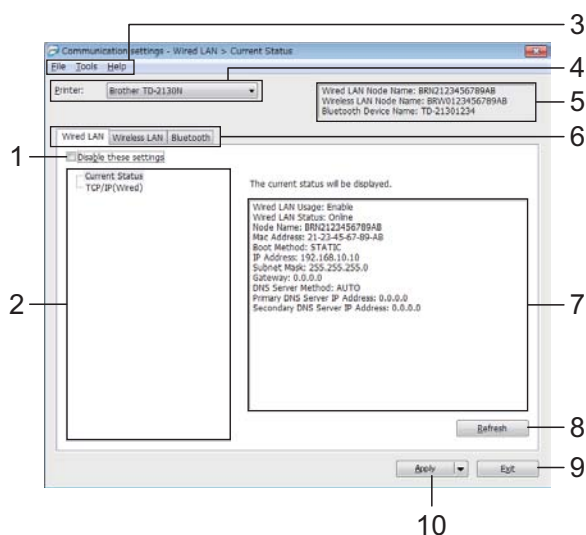 3
Communication settings - Wired LAN > Current Status
File Tools Help
4
Printer: Brother TD-2130N
Wired LAN Node Name: BRN2123456789AB
Wireless LAN Node Name: BRW0123456789AB
Bluetooth Device Name: TD-21301234
5
Wired LAN Wireless LAN Bluetooth
6
1
Disable these settings
Current Status
TCP/IP(Wired)
The current status will be displayed.
Wired LAN Usage: Enable
Wired LAN Status: Online
Node Name: BRN2123456789AB
Mac Address: 21-23-45-67-89-AB
Boot Method: STATIC
IP Address: 192.168.10.10
Subnet Mask: 255.255.255.0
Gateway: 0.0.0.0
DNS Server Method: AUTO
Primary DNS Server IP Address: 0.0.0.0
Secondary DNS Server IP Address: 0.0.0.0
2
7
Refresh
8
Apply Exit
9
10